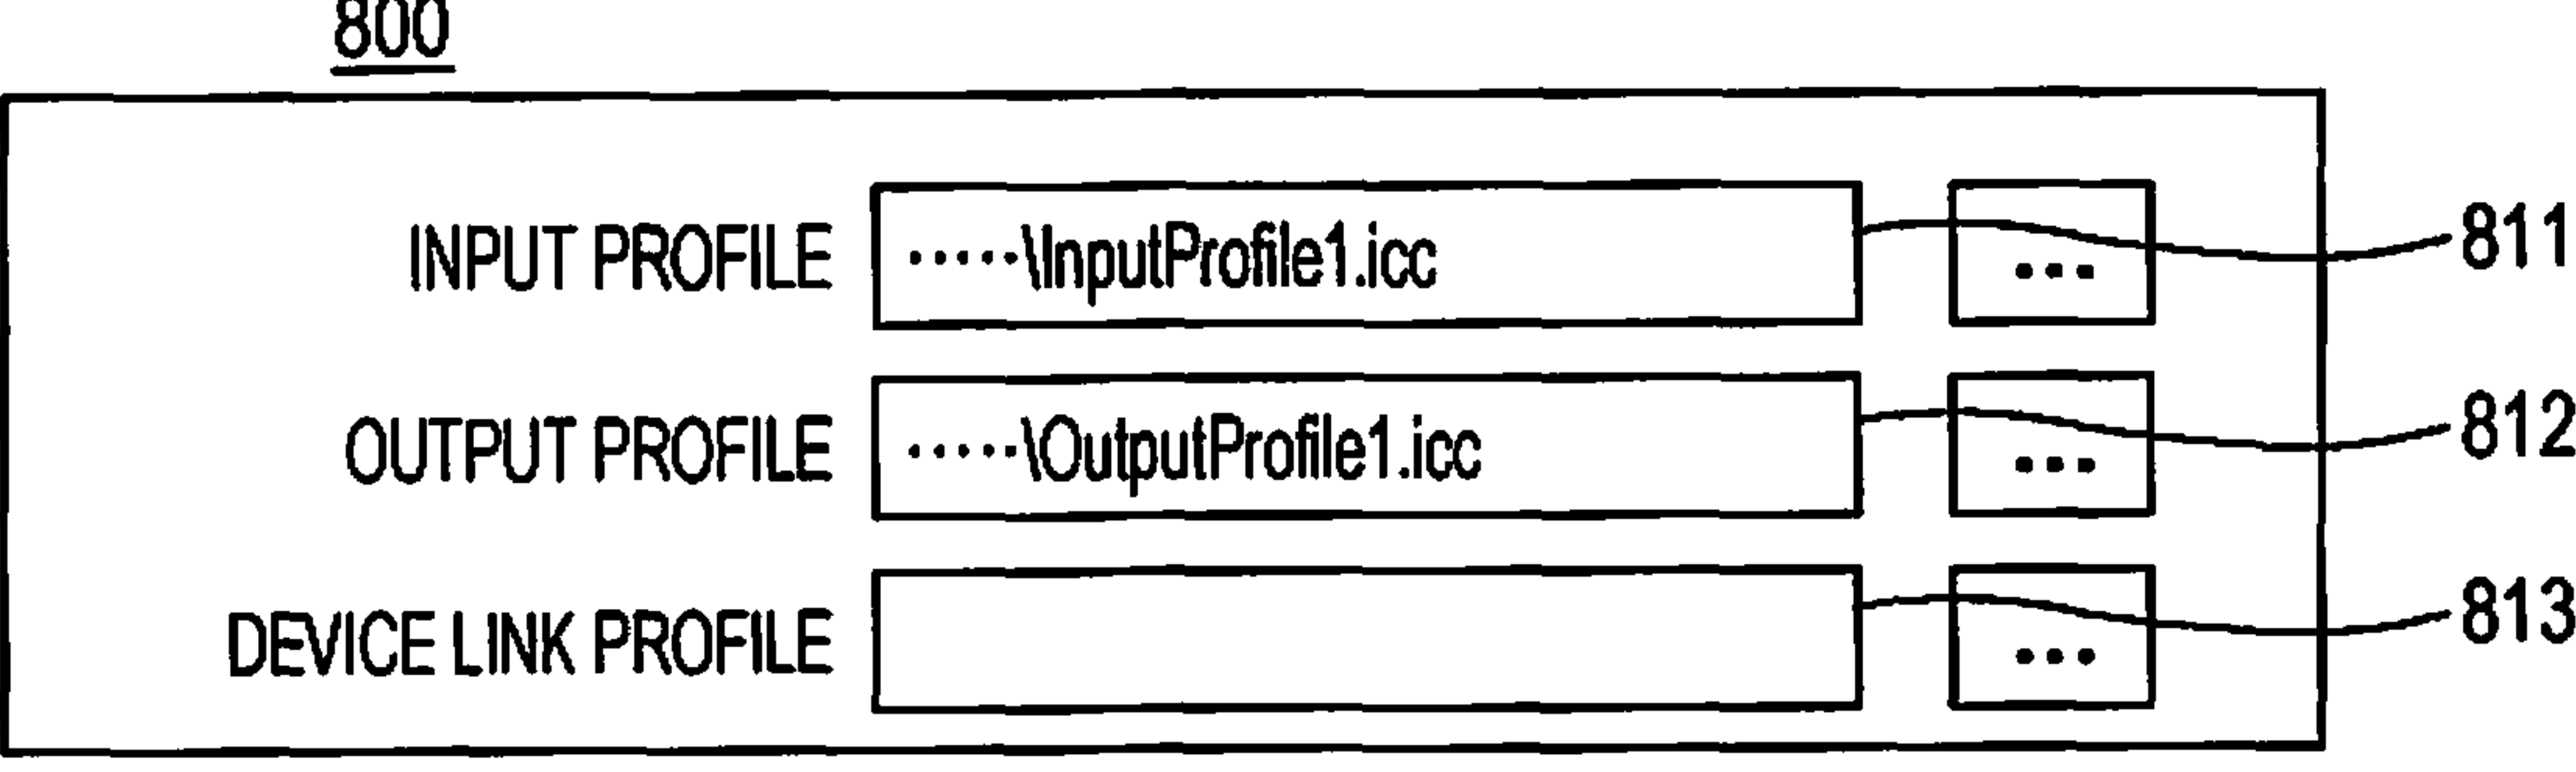 800
INPUT PROFILE ·····\InputProfile1.icc ... 811
OUTPUT PROFILE ·····\OutputProfile1.icc ... 812
DEVICE LINK PROFILE ... 813